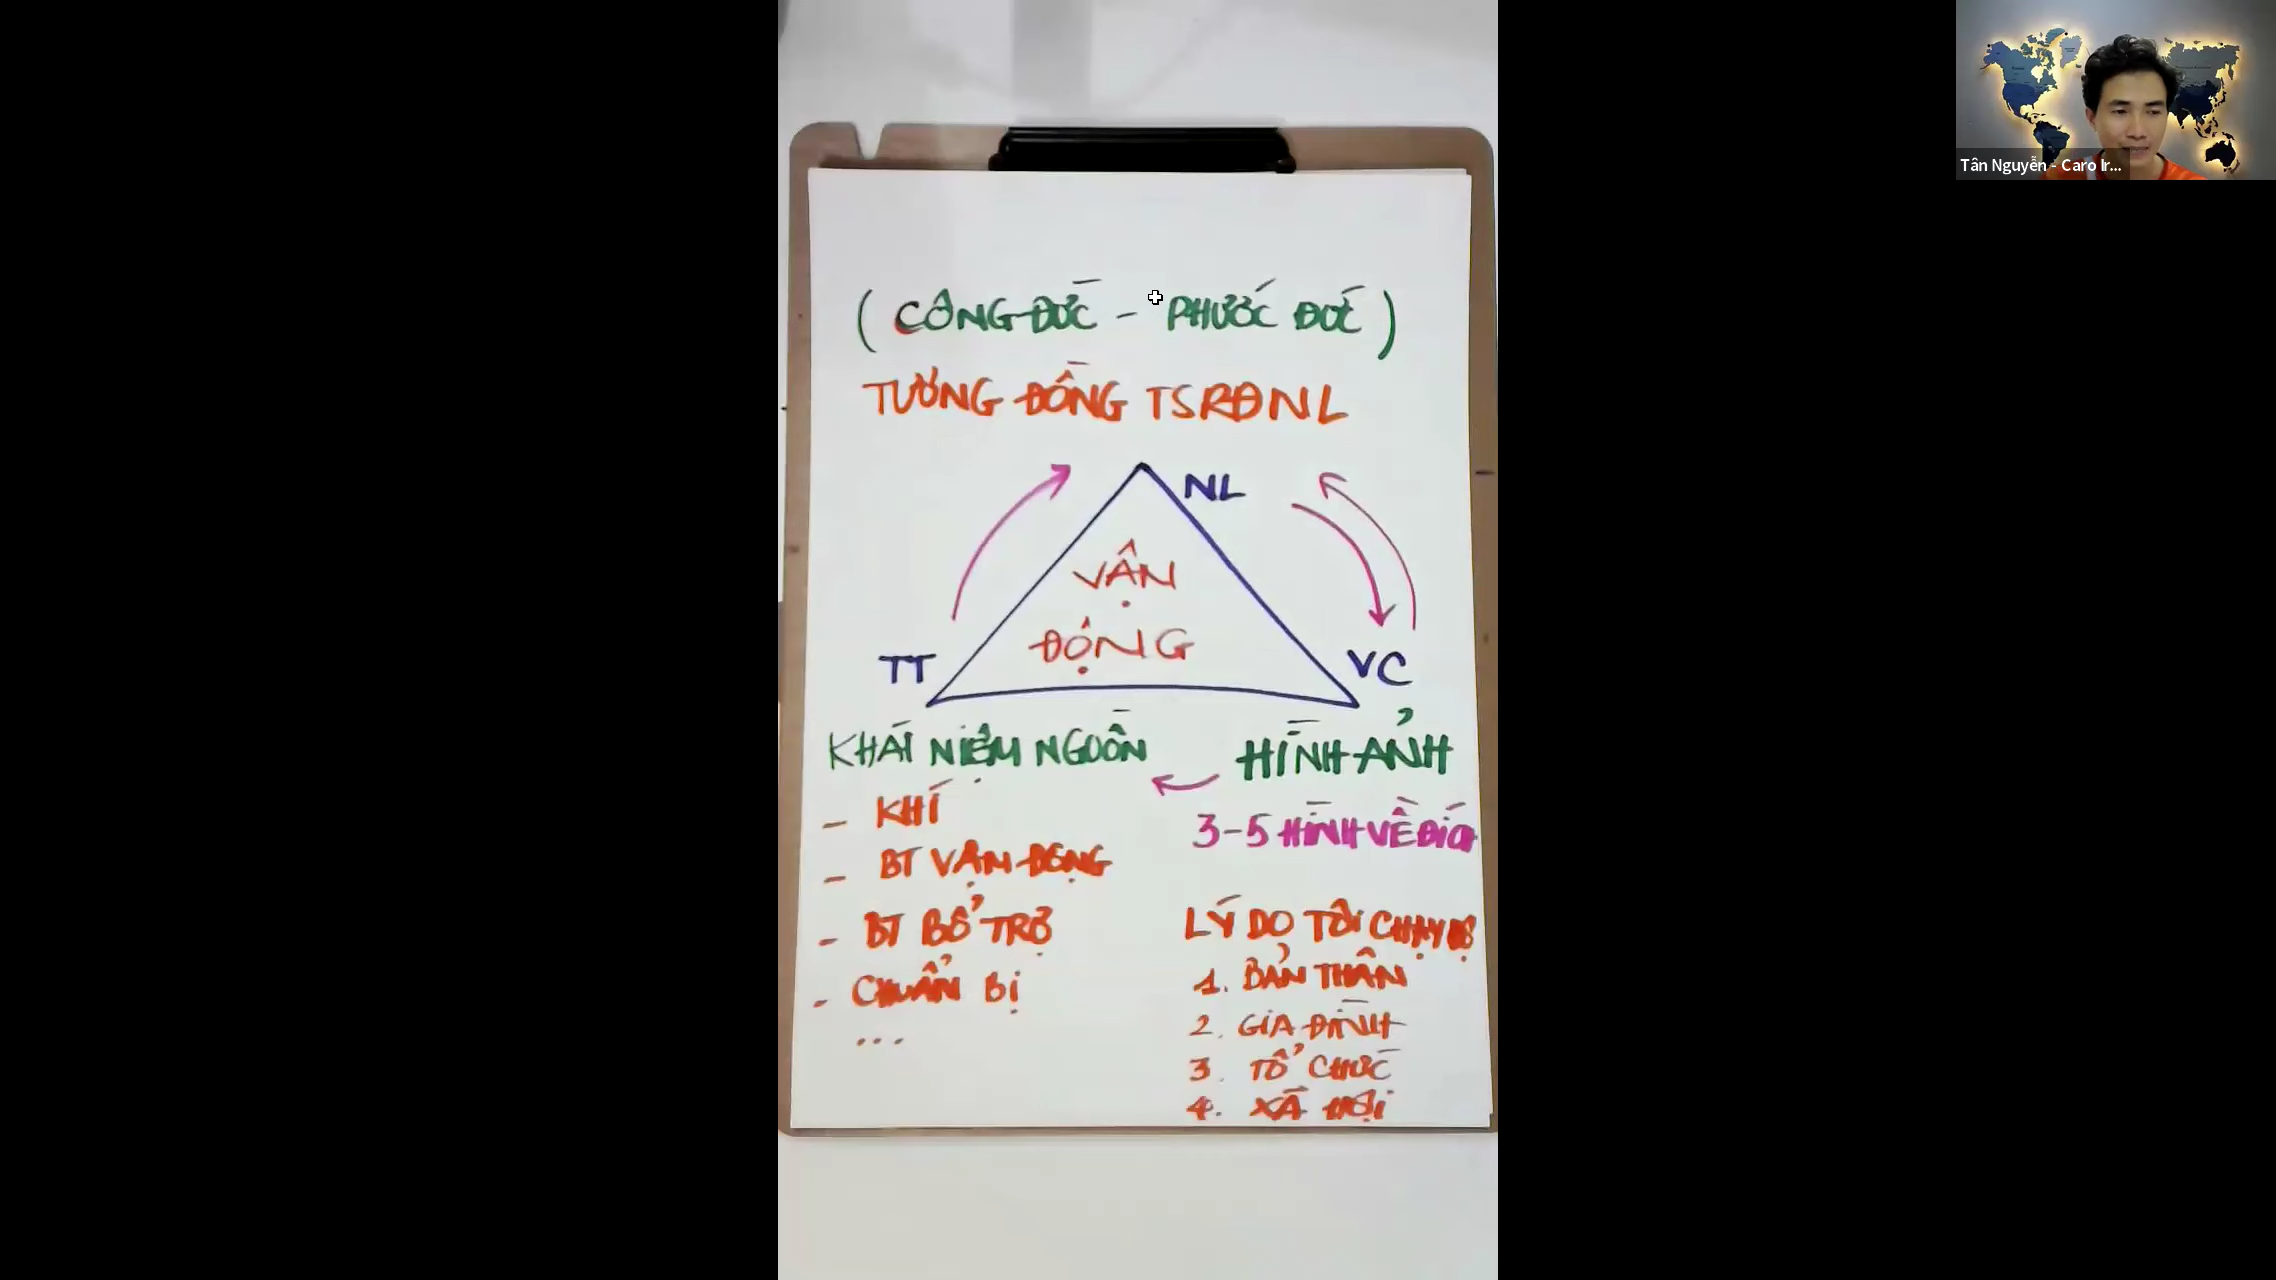 Tân Nguyễn - Caro Ir...
(CÔNG ĐỨC - PHƯỚC ĐỨC)
TƯƠNG ĐỒNG TSRĐNL
NL
VẬN
ĐỘNG
TT
VC
KHÁI NIỆM NGUỒN
HÌNH ẢNH
- KHÍ
3-5 HÌNH VỀ ĐÍCH
- BT VẬN ĐỘNG
- BT BỔ TRỢ
LÝ DO TÔI CHẠY BỘ
- CHUẨN BỊ
1. BẢN THÂN
...
2. GIA ĐÌNH
3. TỔ CHỨC
4. XÃ HỘI